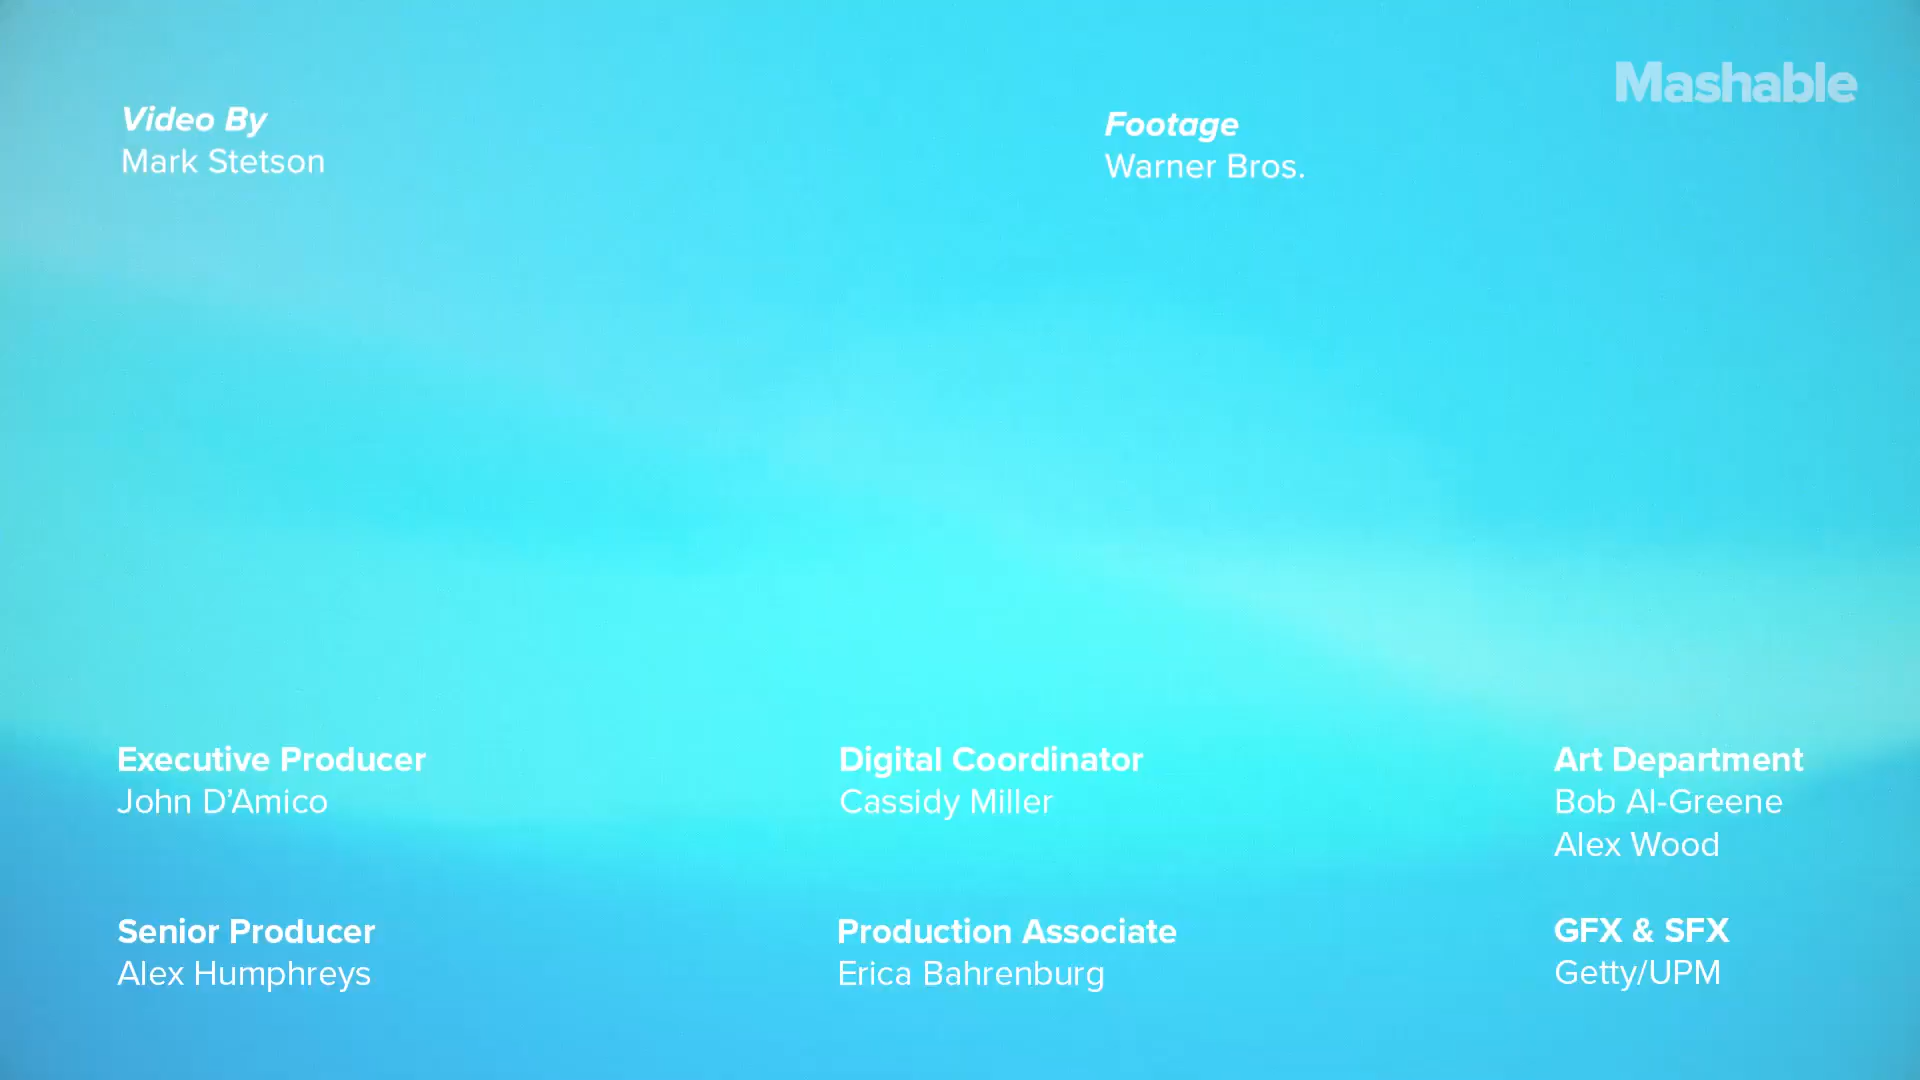 Mashable
Video By
Mark Stetson
Footage
Warner Bros.
Executive Producer
John D’Amico
Digital Coordinator
Cassidy Miller
Art Department
Bob Al-Greene
Alex Wood
Senior Producer
Alex Humphreys
Production Associate
Erica Bahrenburg
GFX & SFX
Getty/UPM